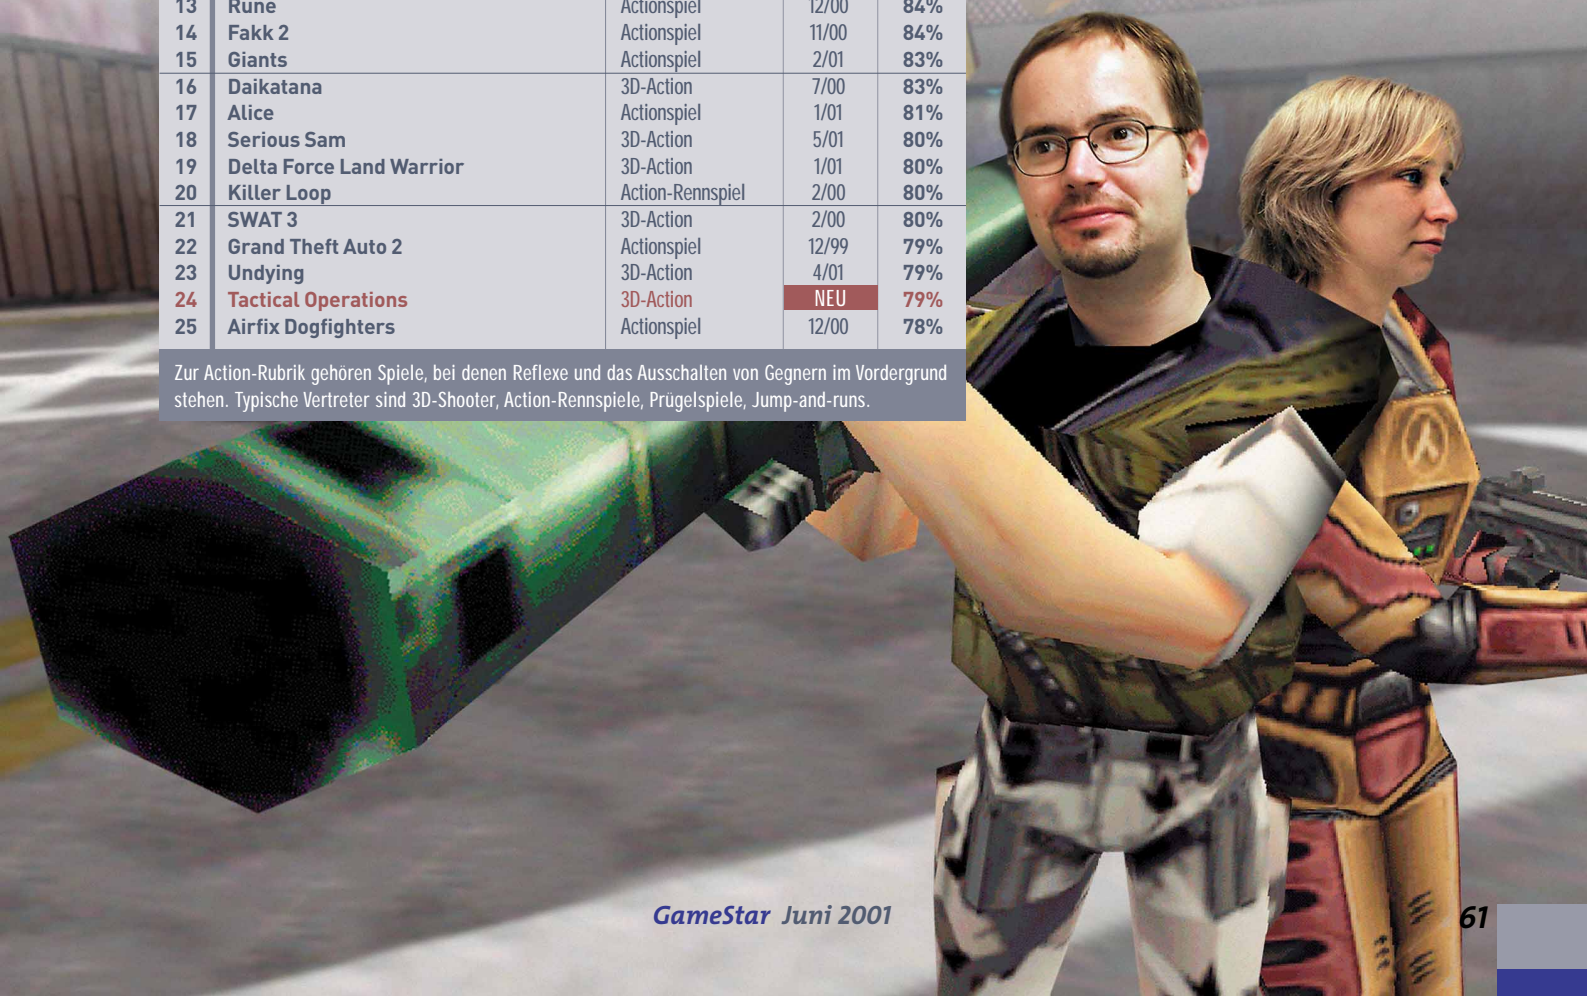 13 Rune Actionspiel 12/00 84%
14 Fakk 2 Actionspiel 11/00 84%
15 Giants Actionspiel 2/01 83%
16 Daikatana 3D-Action 7/00 83%
17 Alice Actionspiel 1/01 81%
18 Serious Sam 3D-Action 5/01 80%
19 Delta Force Land Warrior 3D-Action 1/01 80%
20 Killer Loop Action-Rennspiel 2/00 80%
21 SWAT 3 3D-Action 2/00 80%
22 Grand Theft Auto 2 Actionspiel 12/99 79%
23 Undying 3D-Action 4/01 79%
24 Tactical Operations 3D-Action NEU 79%
25 Airfix Dogfighters Actionspiel 12/00 78%
Zur Action-Rubrik gehören Spiele, bei denen Reflexe und das Ausschalten von Gegnern im Vordergrund
stehen. Typische Vertreter sind 3D-Shooter, Action-Rennspiele, Prügelspiele, Jump-and-runs.
GameStar Juni 2001
61